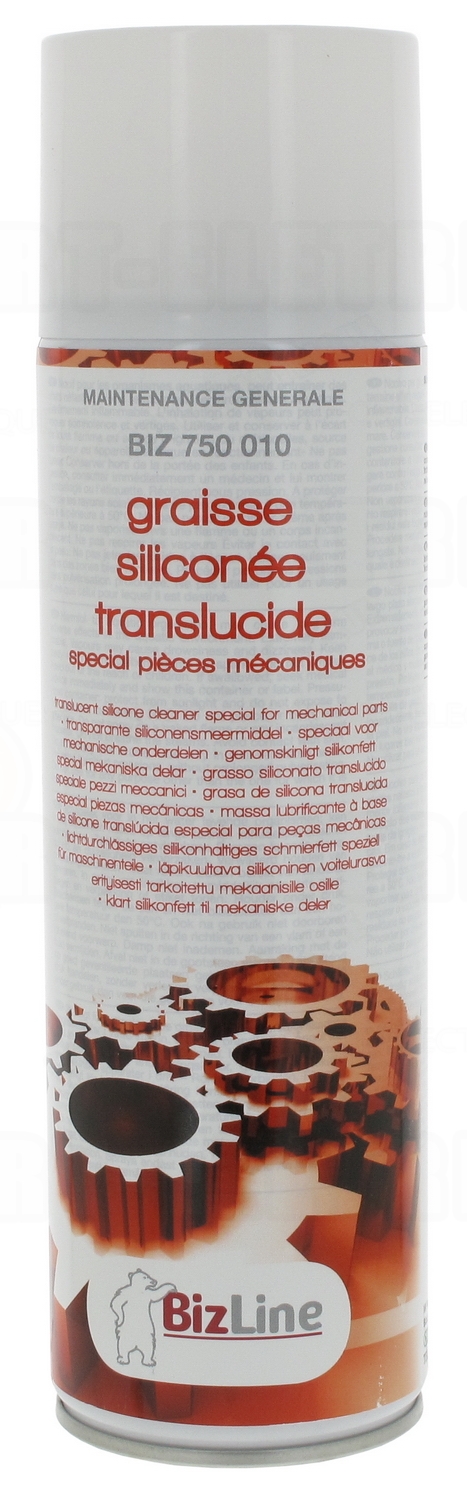 MAINTENANCE GENERALE
BIZ 750 010
graisse
siliconée
translucide
special pièces mécaniques
translucent silicone cleaner special for mechanical parts
• transparante siliconensmeermiddel • speciaal voor
mechanische onderdelen • genomskinligt silikonfett
special mekaniska delar • grasso siliconato translucido
speciale pezzi meccanici • grasa de silicona translucida
especial piezas mecánicas • massa lubrificante à base
de silicone translúcida especial para peças mecânicas
• lichtdurchlässiges silikonhaltiges schmierfett speziell
für maschinenteile • läpikuultava silikoninen voitelurasva
erityisesti tarkoitettu mekaanisille osille
• klart silikonfett til mekaniske deler
BizLine